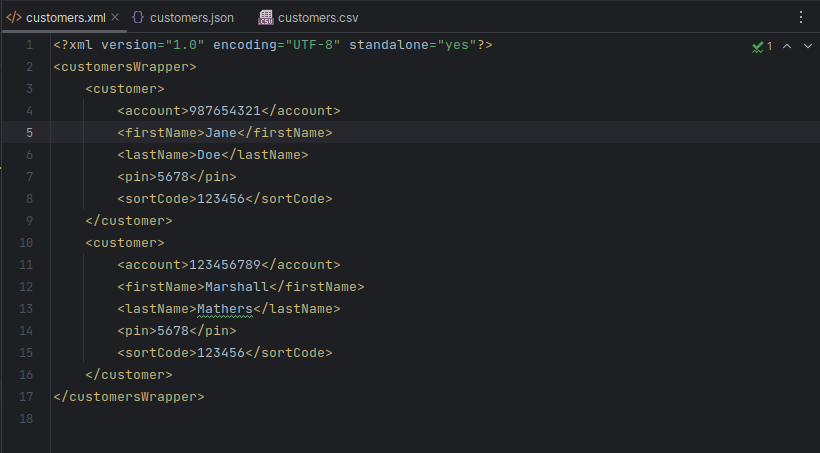 customers.xml customers.json customers.csv
1 <?xml version="1.0" encoding="UTF-8" standalone="yes"?> 1
2 <customersWrapper>
3     <customer>
4         <account>987654321</account>
5         <firstName>Jane</firstName>
6         <lastName>Doe</lastName>
7         <pin>5678</pin>
8         <sortCode>123456</sortCode>
9     </customer>
10     <customer>
11         <account>123456789</account>
12         <firstName>Marshall</firstName>
13         <lastName>Mathers</lastName>
14         <pin>5678</pin>
15         <sortCode>123456</sortCode>
16     </customer>
17 </customersWrapper>
18